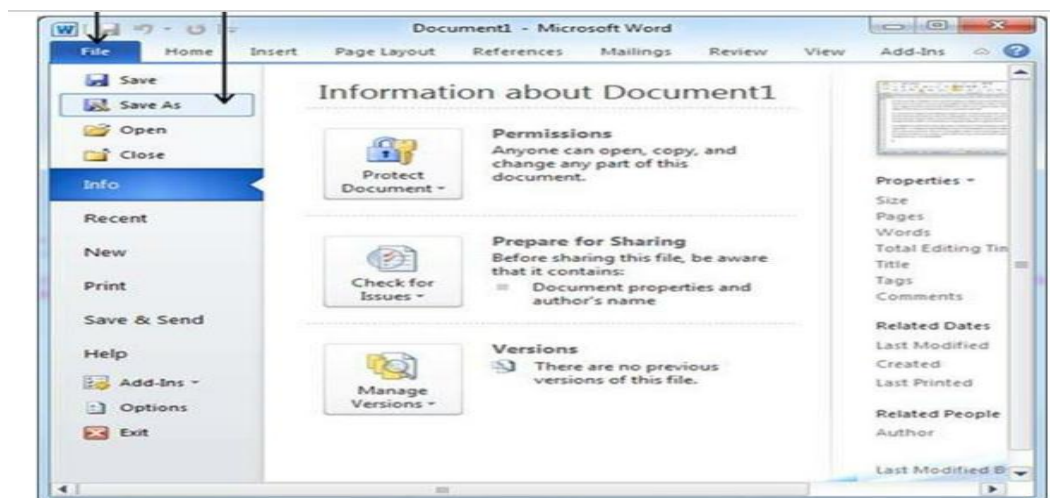 Document1 - Microsoft Word
File Home Insert Page Layout References Mailings Review View Add-Ins
Save
Save As
Open
Close
Info
Recent
New
Print
Save & Send
Help
Add-Ins
Options
Exit
Information about Document1
Protect
Document
Permissions
Anyone can open, copy, and
change any part of this
document.
Check for
Issues
Prepare for Sharing
Before sharing this file, be aware
that it contains:
Document properties and
author's name
Manage
Versions
Versions
There are no previous
versions of this file.
Properties
Size
Pages
Words
Total Editing Tim
Title
Tags
Comments
Related Dates
Last Modified
Created
Last Printed
Related People
Author
Last Modified B